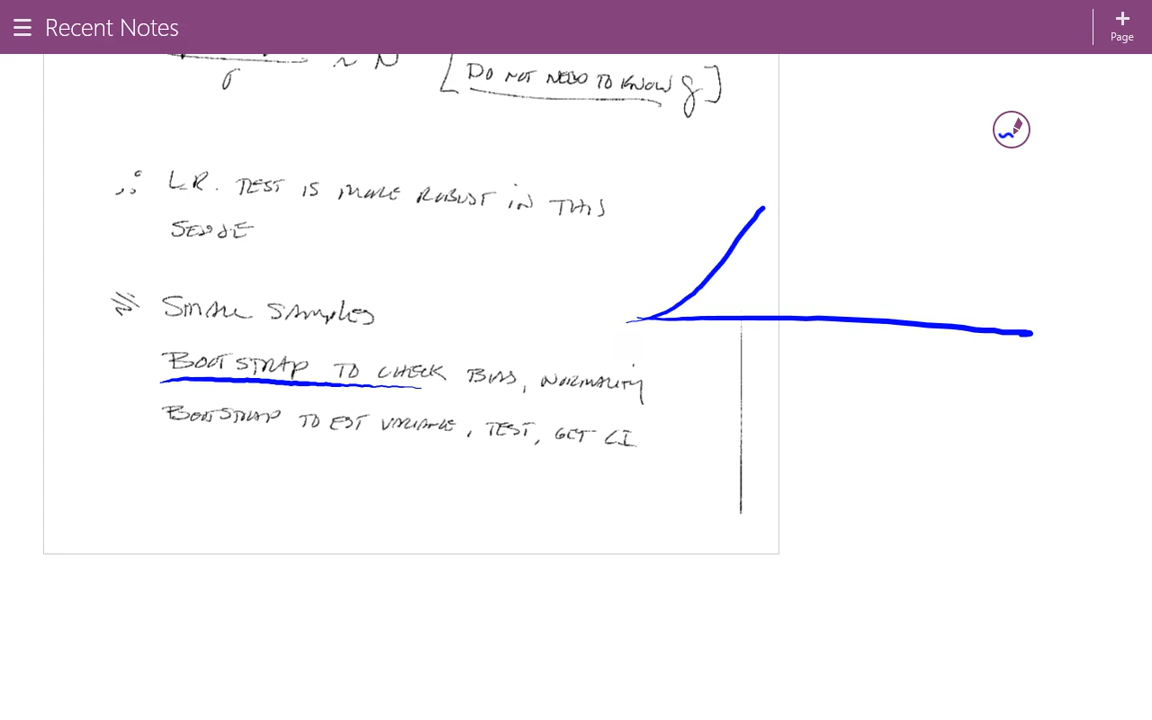 Recent Notes
+
Page
σ ~ N [DO NOT NEED TO KNOW g]
∴ L.R. TEST IS MORE ROBUST IN THIS
SENSE
Small Samples
BOOTSTRAP TO CHECK BIAS, NORMALITY
BOOTSTRAP TO EST VARIANCE, TEST, GET CI